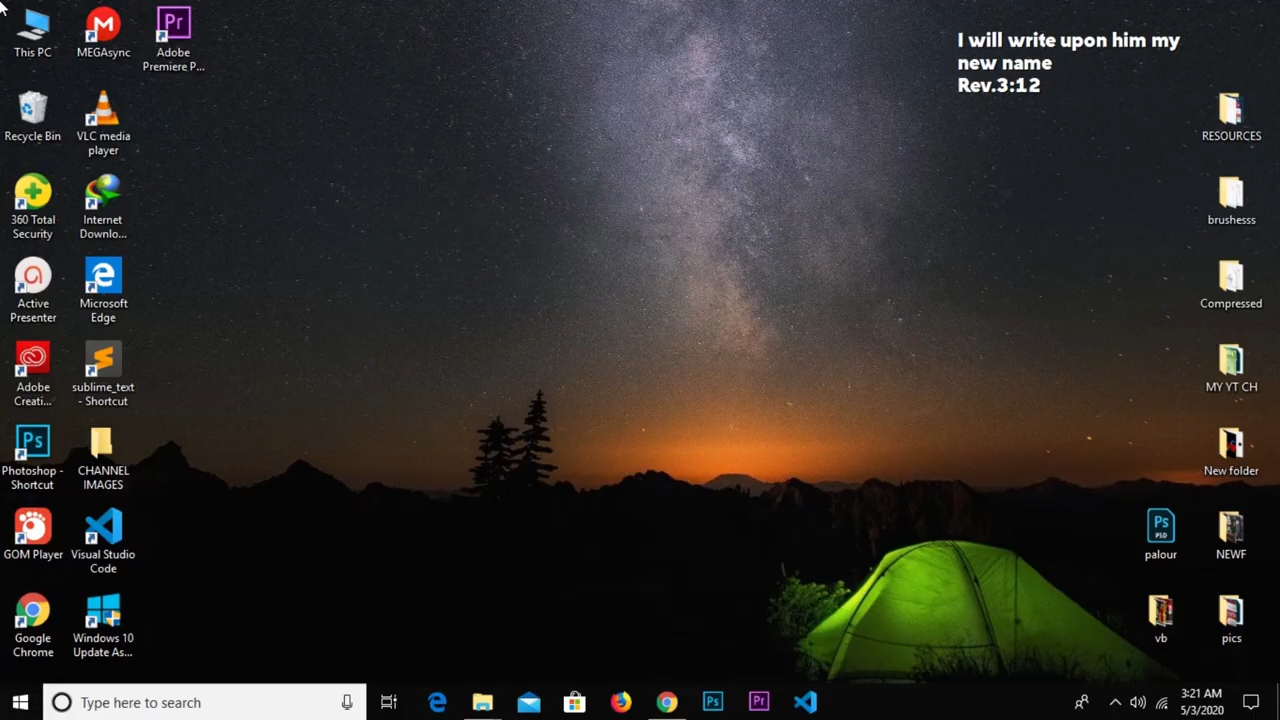 This PC
MEGAsync
Adobe
Premiere P...
Recycle Bin
VLC media
player
360 Total
Security
Internet
Downlo...
Active
Presenter
Microsoft
Edge
Adobe
Creati...
sublime_text
- Shortcut
Photoshop -
Shortcut
CHANNEL
IMAGES
GOM Player
Visual Studio
Code
Google
Chrome
Windows 10
Update As...
I will write upon him my
new name
Rev.3:12
RESOURCES
brushesss
Compressed
MY YT CH
New folder
palour
NEWF
vb
pics
Type here to search
3:21 AM
5/3/2020